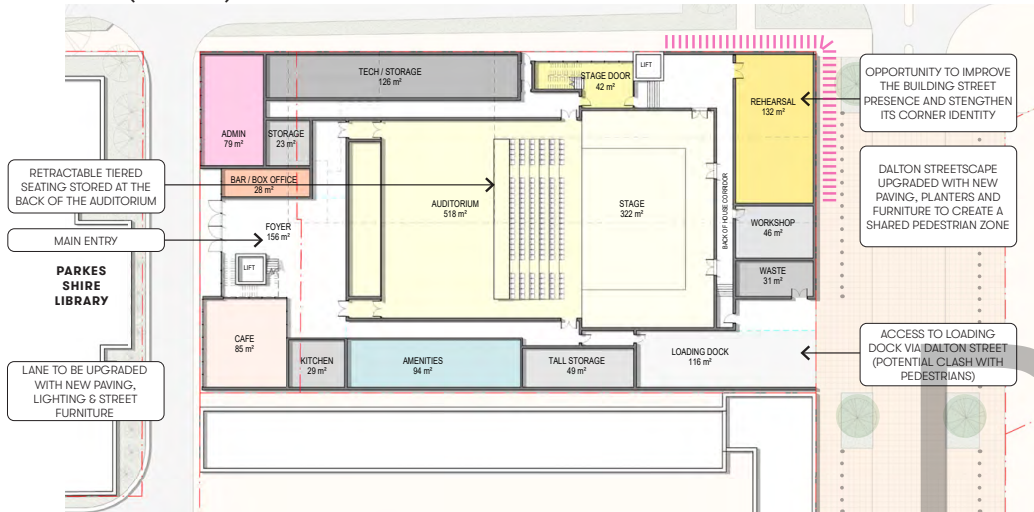 TECH / STORAGE
126 m²
LIFT
STAGE DOOR
42 m²
ADMIN
79 m²
STORAGE
23 m²
REHEARSAL
132 m²
OPPORTUNITY TO IMPROVE
THE BUILDING STREET
PRESENCE AND STENGTHEN
ITS CORNER IDENTITY
RETRACTABLE TIERED
SEATING STORED AT THE
BACK OF THE AUDITORIUM
BAR / BOX OFFICE
28 m²
AUDITORIUM
518 m²
STAGE
322 m²
BACK OF HOUSE CORRIDOR
DALTON STREETSCAPE
UPGRADED WITH NEW
PAVING, PLANTERS AND
FURNITURE TO CREATE A
SHARED PEDESTRIAN ZONE
MAIN ENTRY
FOYER
156 m²
WORKSHOP
46 m²
PARKES
SHIRE
LIBRARY
LIFT
WASTE
31 m²
CAFE
85 m²
KITCHEN
29 m²
AMENITIES
94 m²
TALL STORAGE
49 m²
LOADING DOCK
116 m²
ACCESS TO LOADING
DOCK VIA DALTON STREET
(POTENTIAL CLASH WITH
PEDESTRIANS)
LANE TO BE UPGRADED
WITH NEW PAVING,
LIGHTING & STREET
FURNITURE